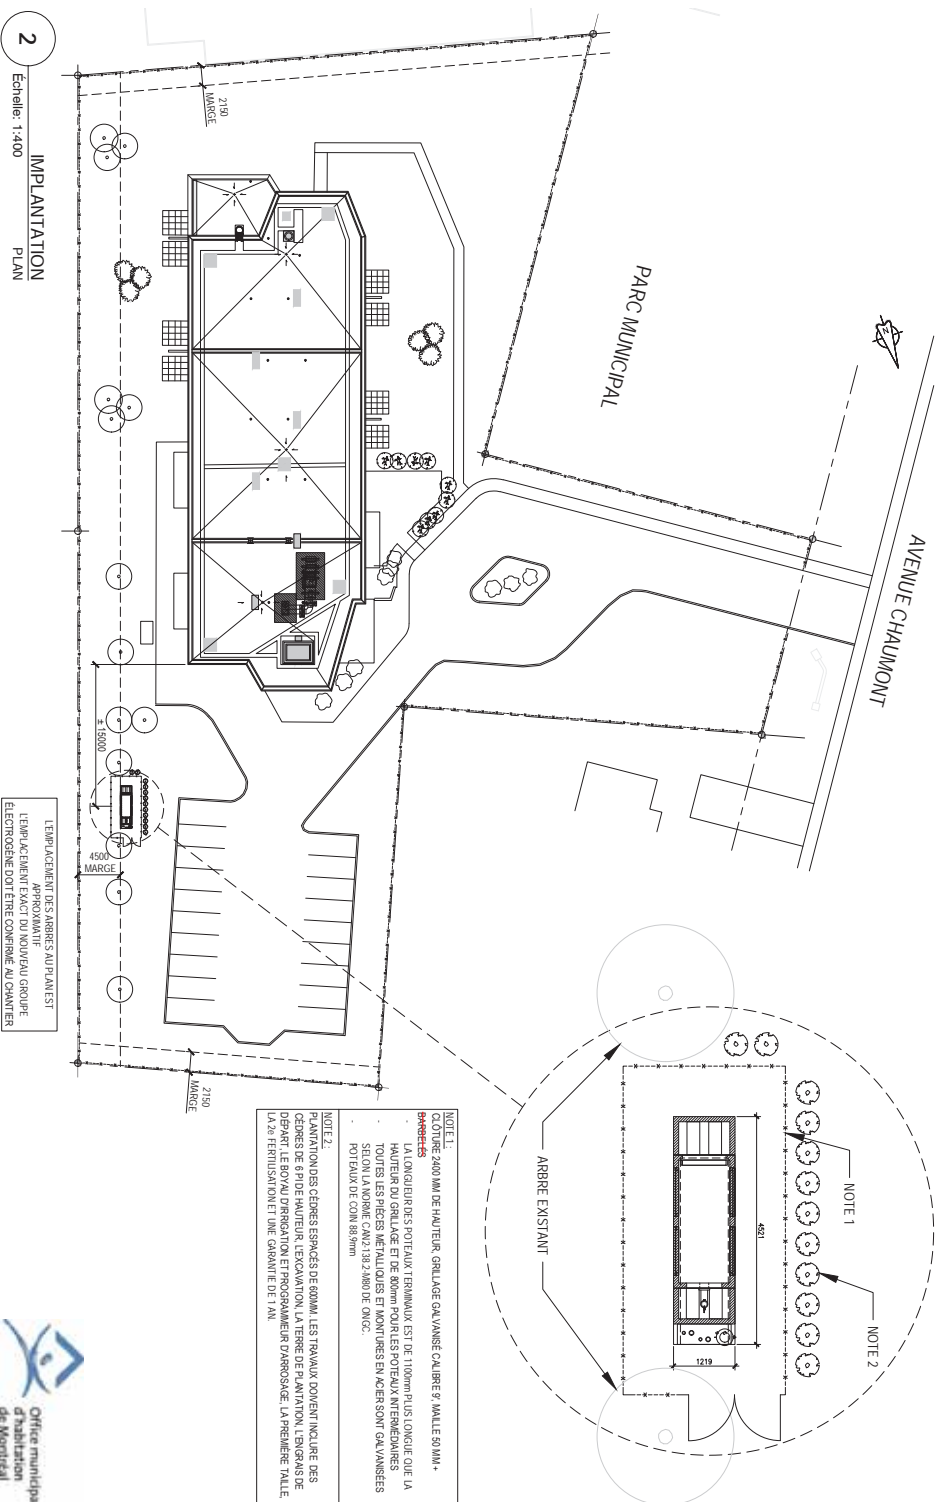 AVENUE CHAUMONT
PARC MUNICIPAL
N
2150
MARGE
± 15000
4500
MARGE
2150
MARGE
NOTE 1
NOTE 2
ARBRE EXISTANT
4521
1219
NOTE 1 :
CLÔTURE 2400 MM DE HAUTEUR, GRILLAGE GALVANISÉ CALIBRE 9', MAILLE 50 MM +
BARBELÉS
- LA LONGUEUR DES POTEAUX TERMINAUX EST DE 1100mm PLUS LONGUE QUE LA
HAUTEUR DU GRILLAGE ET DE 800mm POUR LES POTEAUX INTERMÉDIAIRES
- TOUTES LES PIÈCES MÉTALLIQUES ET MONTURES EN ACIER SONT GALVANISÉES
SELON LA NORME CAN2-138.2-M80 DE ONGC.
- POTEAUX DE COIN 88,9mm
NOTE 2 :
PLANTATION DES CÈDRES ESPACÉS DE 600MM. LES TRAVAUX DOIVENT INCLURE DES
CÈDRES DE 6 PI DE HAUTEUR, L'EXCAVATION, LA TERRE DE PLANTATION, L'ENGRAIS DE
DÉPART, LE BOYAU D'IRRIGATION ET PROGRAMMEUR D'ARROSAGE, LA PREMIÈRE TAILLE,
LA 2e FERTILISATION ET UNE GARANTIE DE 1 AN.
L'EMPLACEMENT DES ARBRES AU PLAN EST
APPROXIMATIF
L'EMPLACEMENT EXACT DU NOUVEAU GROUPE
ÉLECTROGÈNE DOIT ÊTRE CONFIRMÉ AU CHANTIER
2
IMPLANTATION
Échelle: 1:400 PLAN
Office municipa
d'habitation
de Montréal